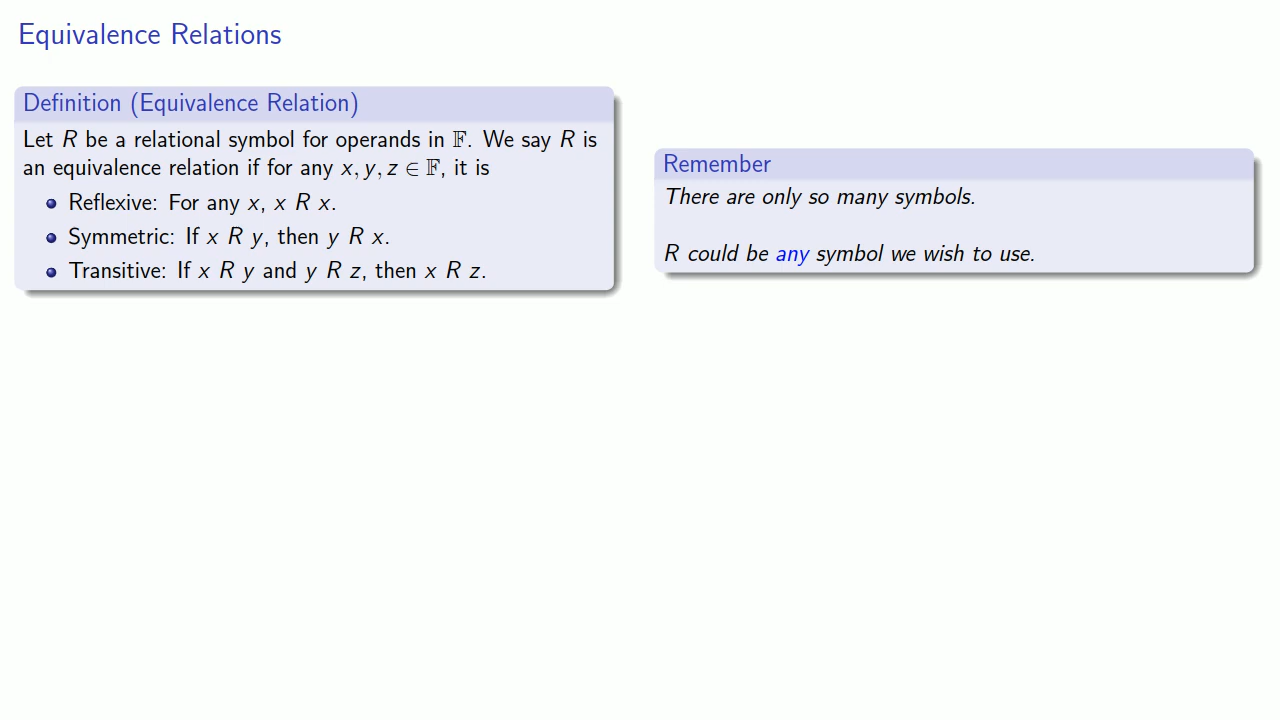 Equivalence Relations
Definition (Equivalence Relation)
Let R be a relational symbol for operands in 𝔽. We say R is
an equivalence relation if for any x, y, z ∈ 𝔽, it is
Reflexive: For any x, x R x.
Symmetric: If x R y, then y R x.
Transitive: If x R y and y R z, then x R z.
Remember
There are only so many symbols.
R could be any symbol we wish to use.